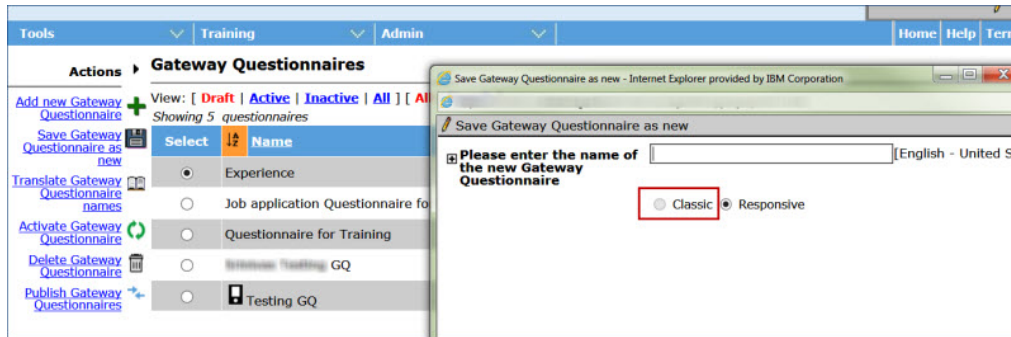 Tools Training Admin Home Help
Actions
Gateway Questionnaires
Add new Gateway
Questionnaire
Save Gateway
Questionnaire as
new
Translate Gateway
Questionnaire
names
Activate Gateway
Questionnaire
Delete Gateway
Questionnaire
Publish Gateway
Questionnaires
View: [ Draft | Active | Inactive | All ] [
Showing 5 questionnaires
Select Name
Experience
Job application Questionnaire fo
Questionnaire for Training
GQ
Testing GQ
Save Gateway Questionnaire as new - Internet Explorer provided by IBM Corporation
Save Gateway Questionnaire as new
Please enter the name of
the new Gateway
Questionnaire
[English - United S
Classic Responsive